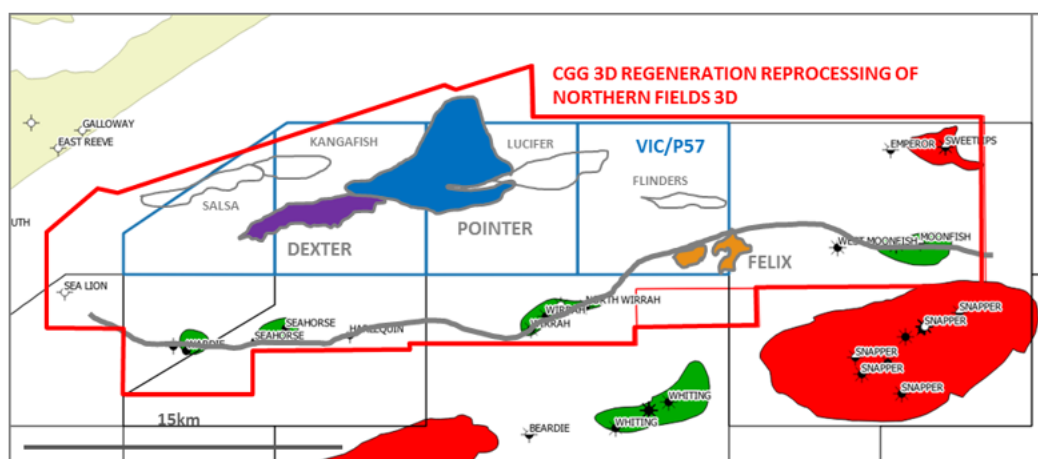 CGG 3D REGENERATION REPROCESSING OF
NORTHERN FIELDS 3D
GALLOWAY
EAST REEVE
KANGAFISH
LUCIFER
VIC/P57
EMPEROR
SWEETLIPS
FLINDERS
SALSA
UTH
DEXTER
POINTER
FELIX
WEST MOONFISH
MOONFISH
SEA LION
NORTH WIRRAH
WIRRAH
WIRRAH
SEAHORSE
SEAHORSE
HARLEQUIN
SNAPPER
SNAPPER
SNAPPER
SNAPPER
SNAPPER
WHITING
WHITING
BEARDIE
15km